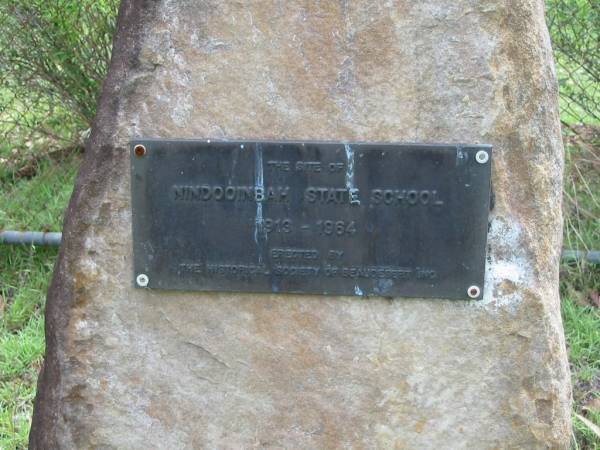 THE SITE OF
NINDOOINBAH STATE SCHOOL
1913 - 1964
ERECTED BY
THE HISTORICAL SOCIETY OF BEAUDESERT INC